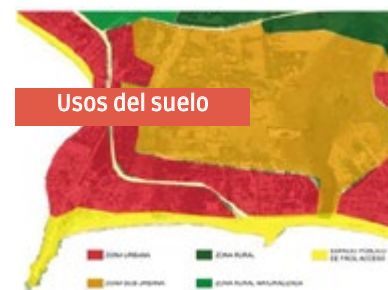 Usos del suelo
ZONA URBANA
ZONA RURAL
ESPACIO PÚBLICO
DE FÁCIL ACCESO
ZONA SUB URBANA
ZONA RURAL NATURALIZADA